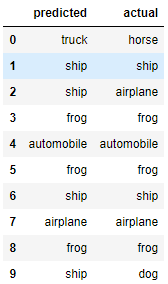 predicted actual
0 truck horse
1 ship ship
2 ship airplane
3 frog frog
4 automobile automobile
5 frog frog
6 ship ship
7 airplane airplane
8 frog frog
9 ship dog